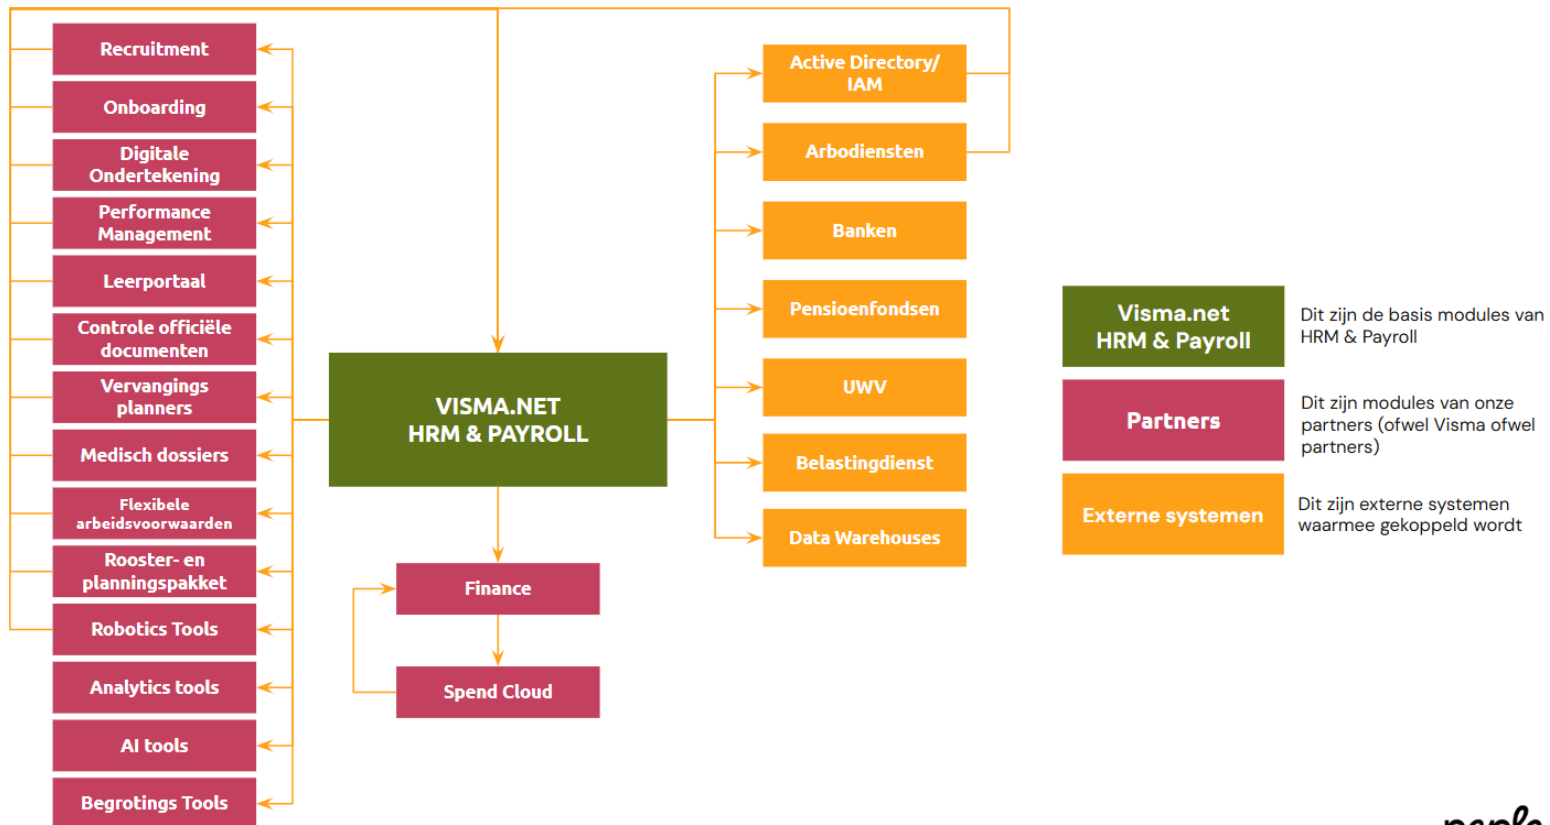 Recruitment
Onboarding
Digitale
Ondertekening
Performance
Management
Leerportaal
Controle officiële
documenten
Vervangings
planners
Medisch dossiers
Flexibele
arbeidsvoorwaarden
Rooster- en
planningspakket
Robotics Tools
Analytics tools
AI tools
Begrotings Tools
VISMA.NET
HRM & PAYROLL
Finance
Spend Cloud
Active Directory/
IAM
Arbodiensten
Banken
Pensioenfondsen
UWV
Belastingdienst
Data Warehouses
Visma.net
HRM & Payroll
Dit zijn de basis modules van
HRM & Payroll
Partners
Dit zijn modules van onze
partners (ofwel Visma ofwel
partners)
Externe systemen
Dit zijn externe systemen
waarmee gekoppeld wordt